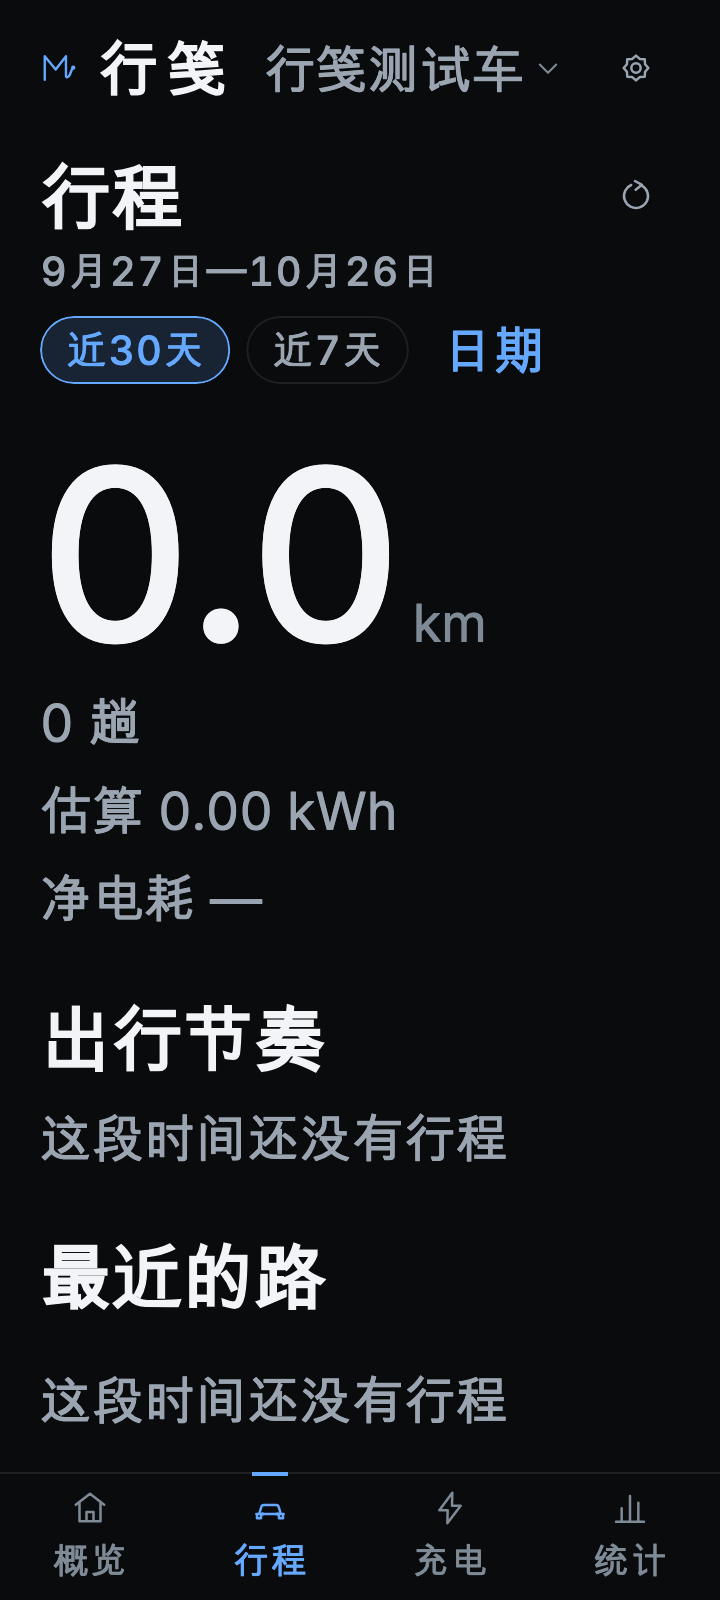 行笺 行笺测试车
行程
9月27日—10月26日
近30天 近7天 日期
0.0 km
0 趟
估算 0.00 kWh
净电耗 —
出行节奏
这段时间还没有行程
最近的路
这段时间还没有行程
概览 行程 充电 统计